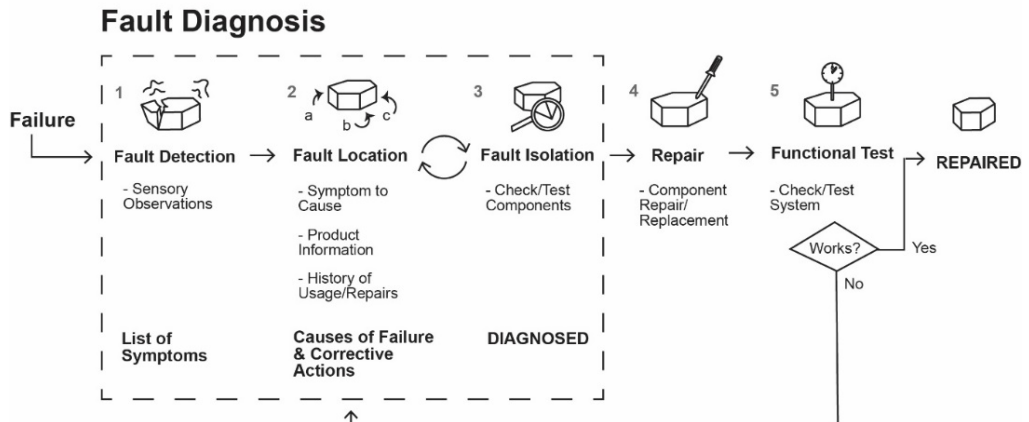 Fault Diagnosis
Failure
1
Fault Detection
- Sensory
Observations
List of
Symptoms
2
a
b
c
Fault Location
- Symptom to
Cause
- Product
Information
- History of
Usage/Repairs
Causes of Failure
& Corrective
Actions
3
Fault Isolation
- Check/Test
Components
DIAGNOSED
4
Repair
- Component
Repair/
Replacement
5
Functional Test
- Check/Test
System
Works?
Yes
No
REPAIRED